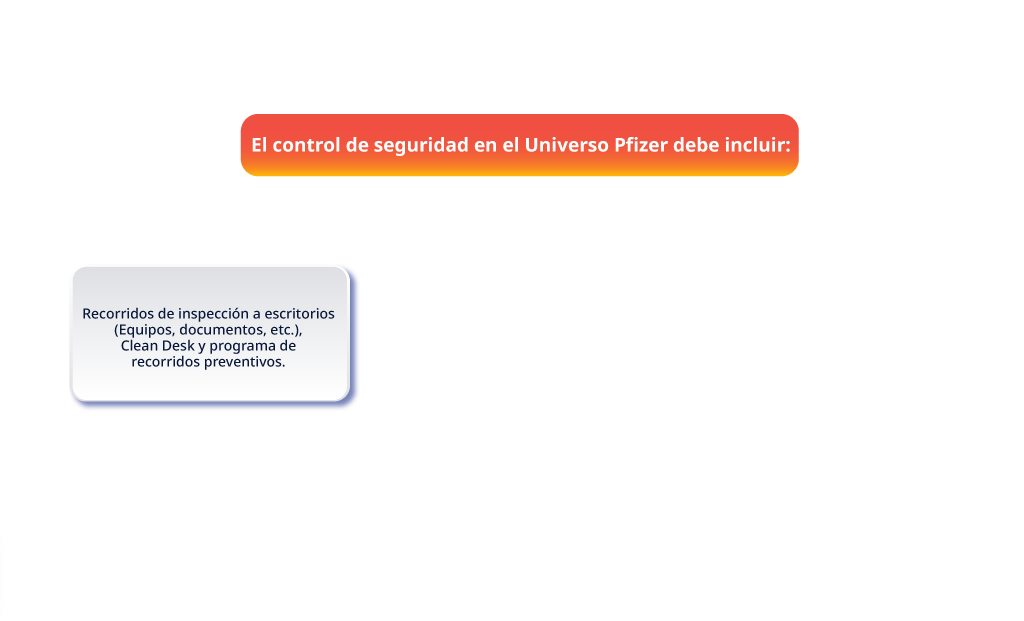 El control de seguridad en el Universo Pfizer debe incluir:
Recorridos de inspección a escritorios
(Equipos, documentos, etc.),
Clean Desk y programa de
recorridos preventivos.